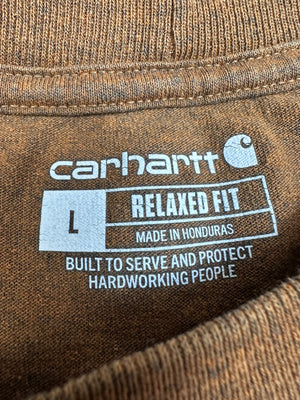 carhartt
L
RELAXED FIT
MADE IN HONDURAS
BUILT TO SERVE AND PROTECT
HARDWORKING PEOPLE